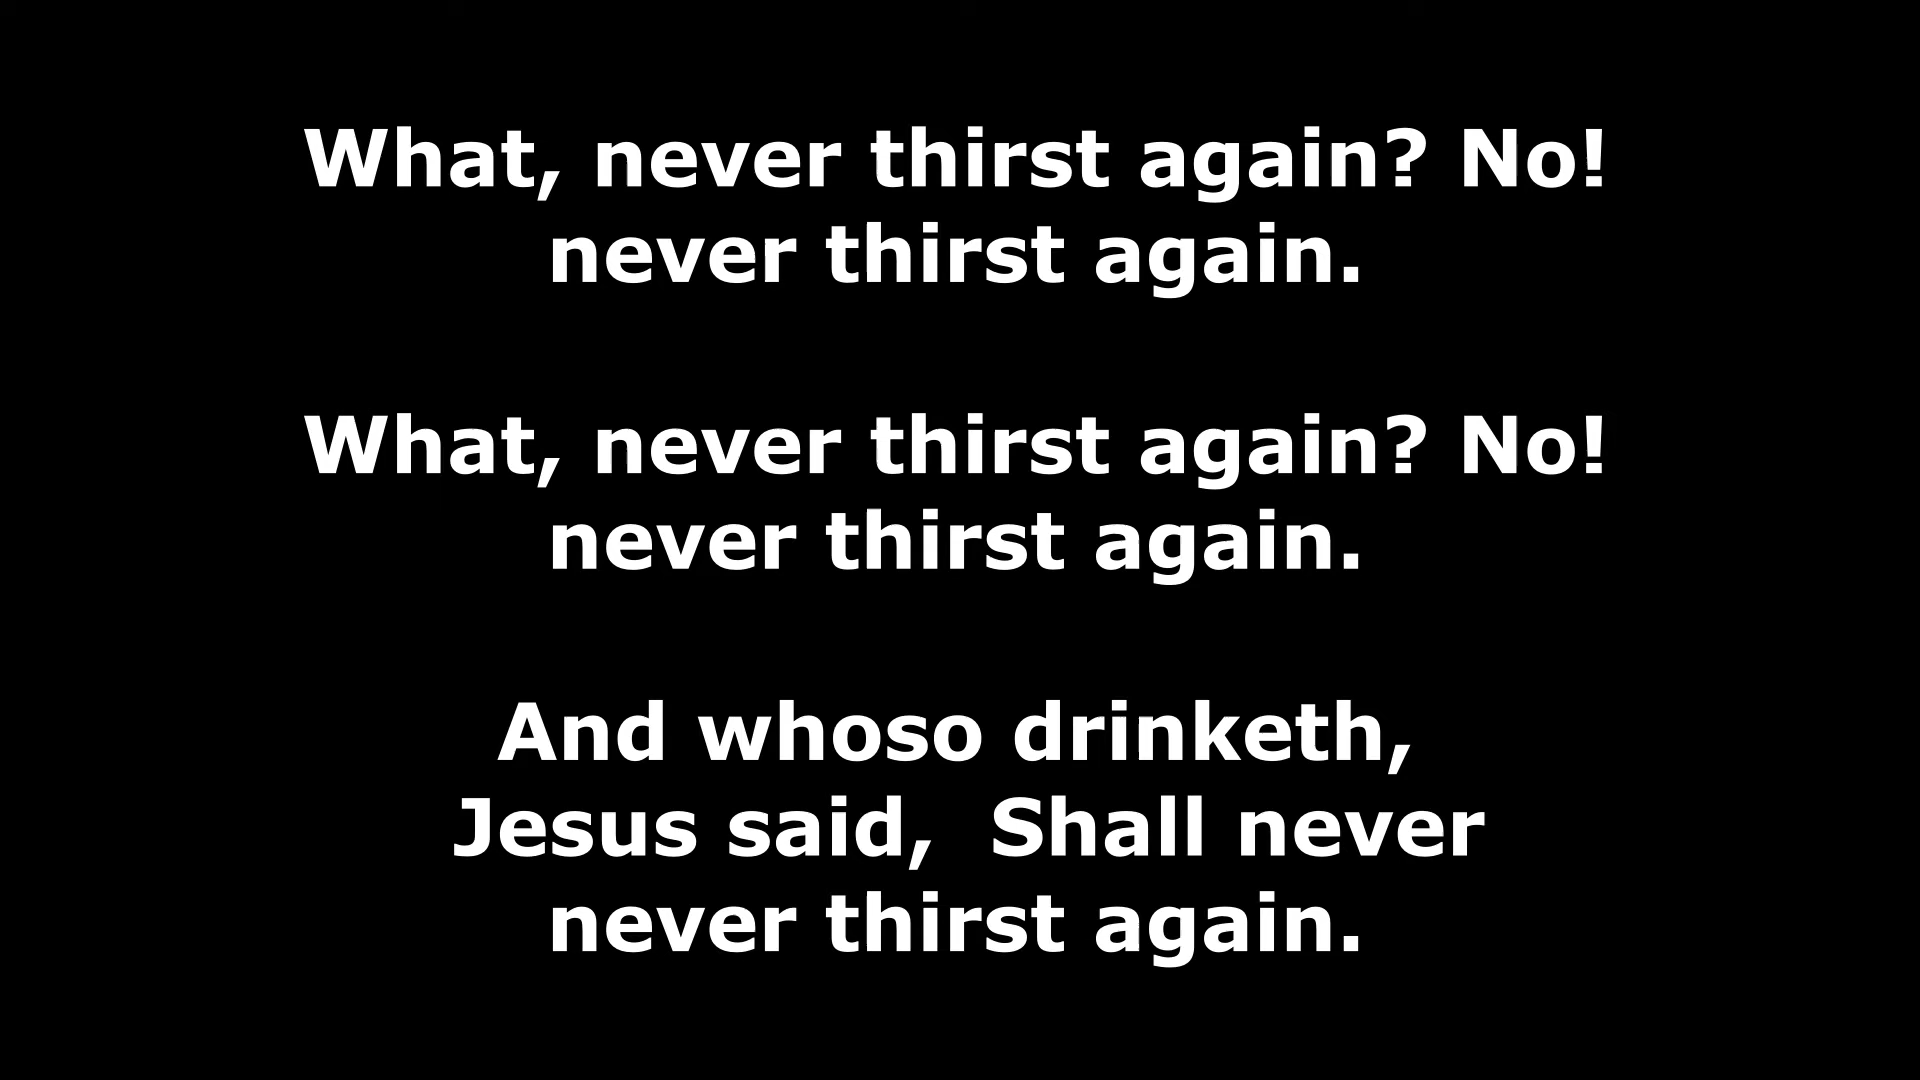 What, never thirst again? No!
never thirst again.
What, never thirst again? No!
never thirst again.
And whoso drinketh,
Jesus said,  Shall never
never thirst again.